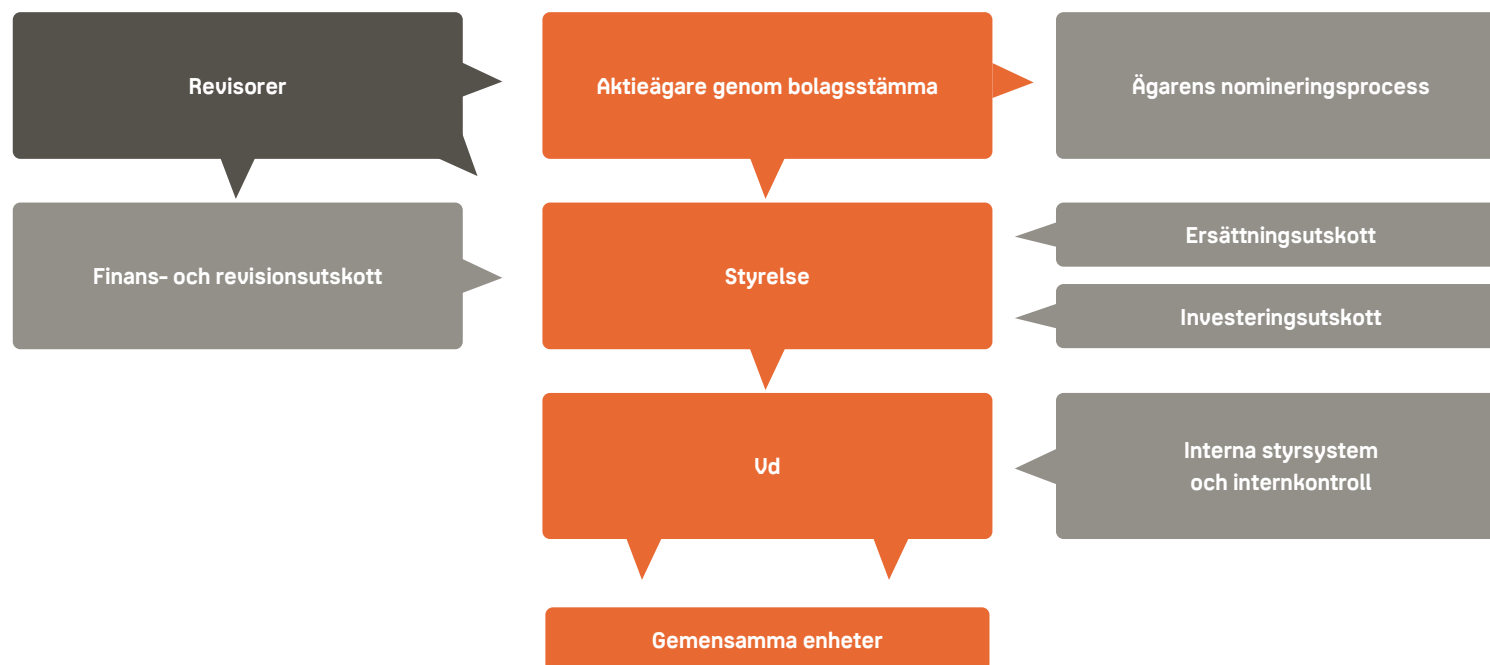 Revisorer
Aktieägare genom bolagsstämma
Ägarens nomineringsprocess
Finans- och revisionsutskott
Styrelse
Ersättningsutskott
Investeringsutskott
Vd
Interna styrsystem
och internkontroll
Gemensamma enheter